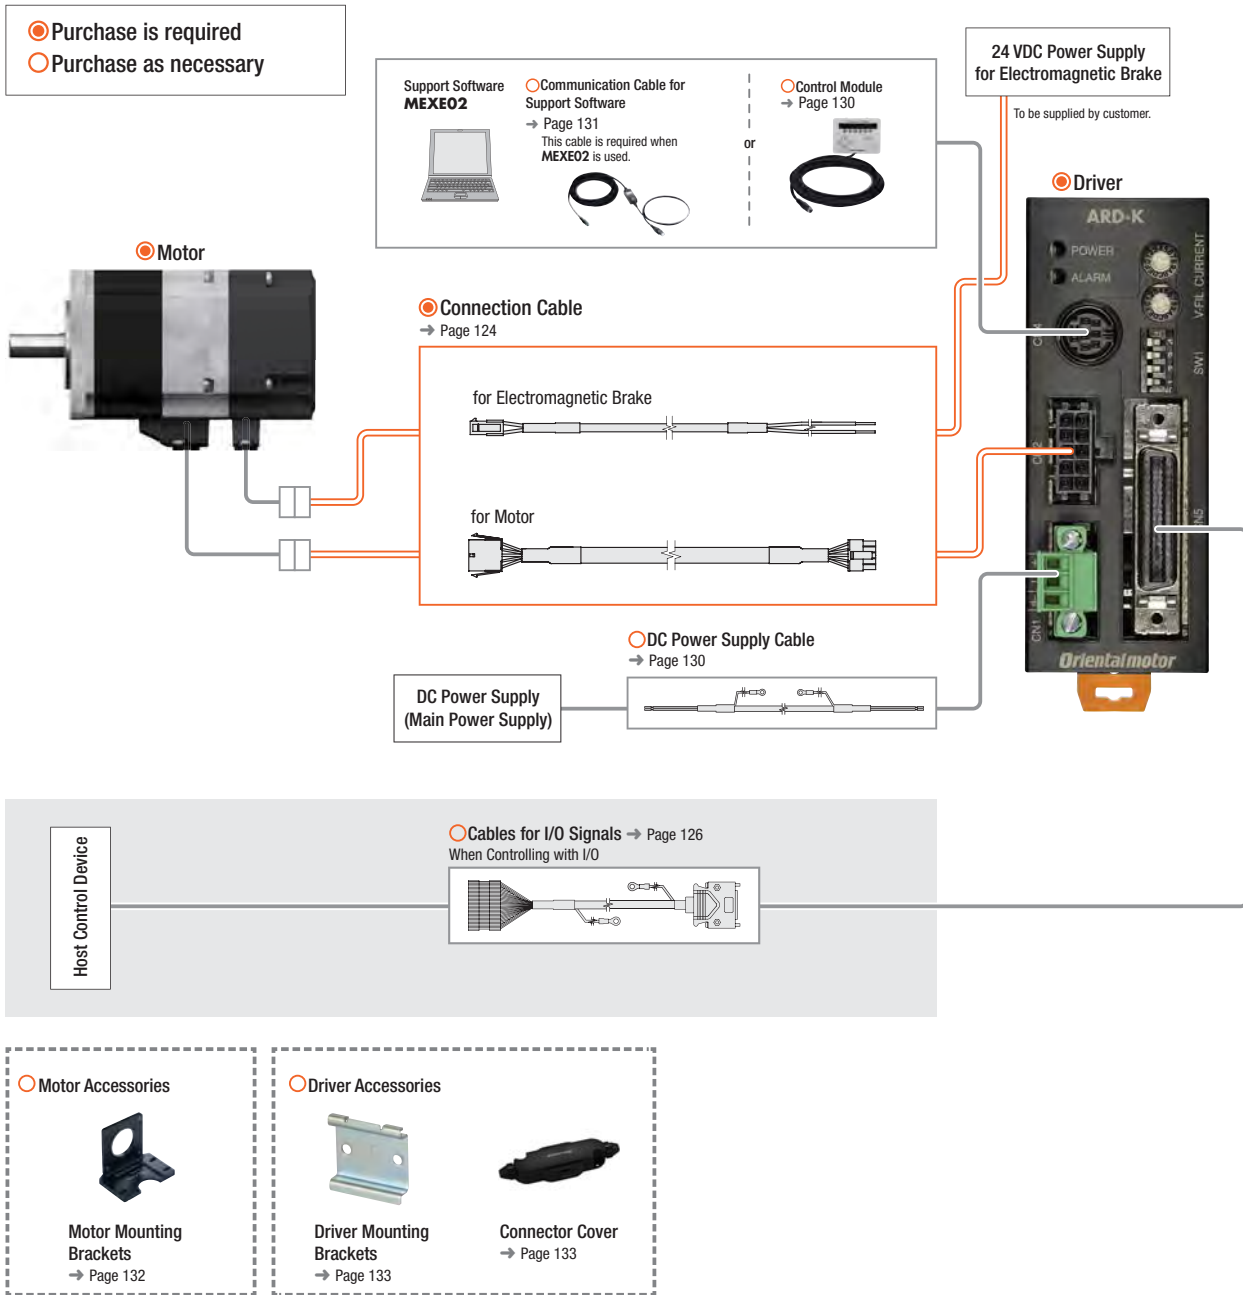 Purchase is required
Purchase as necessary
Support Software
MEXE02
Communication Cable for
Support Software
→ Page 131
This cable is required when
MEXE02 is used.
or
Control Module
→ Page 130
24 VDC Power Supply
for Electromagnetic Brake
To be supplied by customer.
Driver
ARD-K
POWER
ALARM
CURRENT
V-FIL
SW1
CN4
CN2
CN5
CN1
Orientalmotor
Motor
Connection Cable
→ Page 124
for Electromagnetic Brake
for Motor
DC Power Supply Cable
→ Page 130
DC Power Supply
(Main Power Supply)
Host Control Device
Cables for I/O Signals → Page 126
When Controlling with I/O
Motor Accessories
Motor Mounting
Brackets
→ Page 132
Driver Accessories
Driver Mounting
Brackets
→ Page 133
Connector Cover
→ Page 133